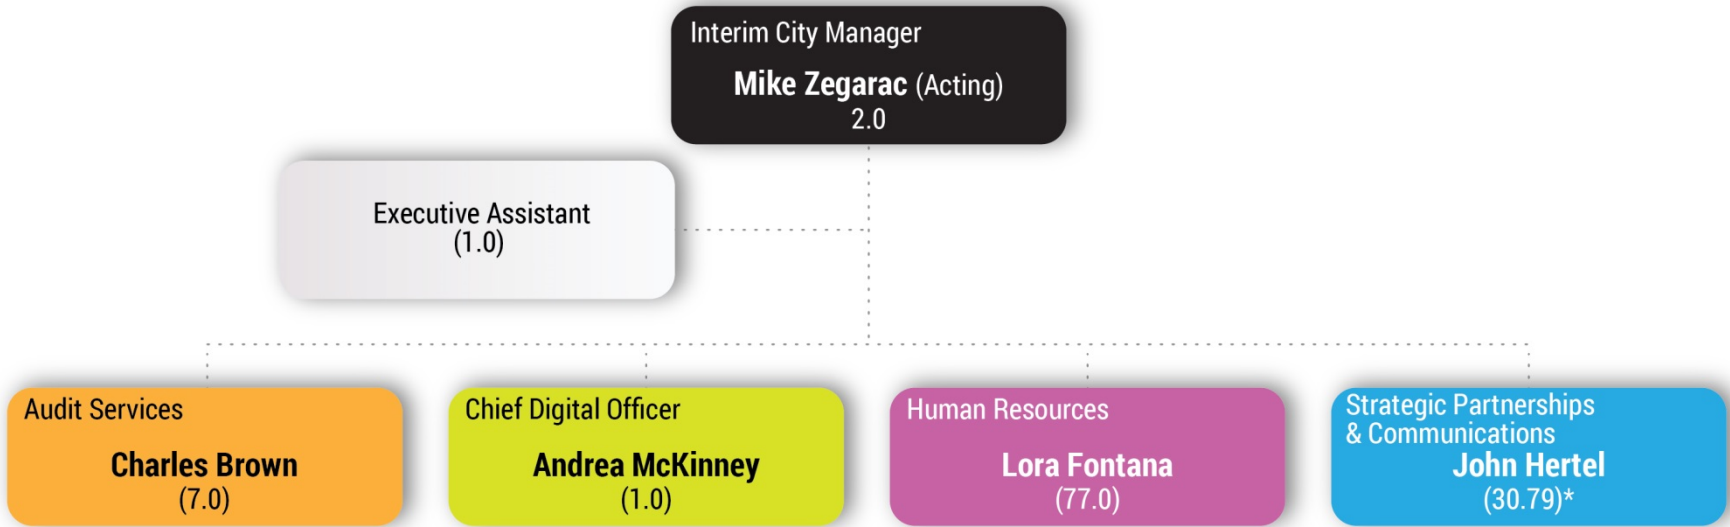 Interim City Manager
Mike Zegarac (Acting)
2.0
Executive Assistant
(1.0)
Audit Services
Charles Brown
(7.0)
Chief Digital Officer
Andrea McKinney
(1.0)
Human Resources
Lora Fontana
(77.0)
Strategic Partnerships
& Communications
John Hertel
(30.79)*